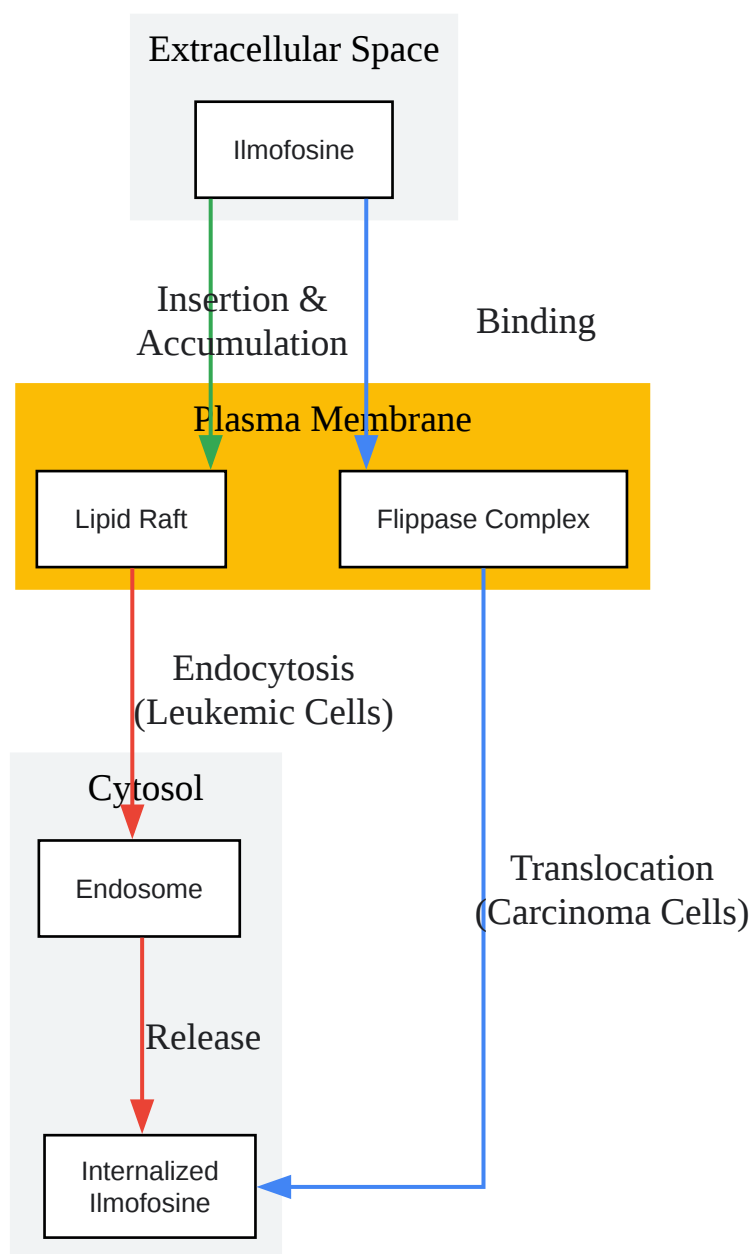 Extracellular Space
Ilmofosine
Insertion &
Accumulation
Binding
Plasma Membrane
Lipid Raft
Flippase Complex
Endocytosis
(Leukemic Cells)
Cytosol
Endosome
Translocation
(Carcinoma Cells)
Release
Internalized
Ilmofosine